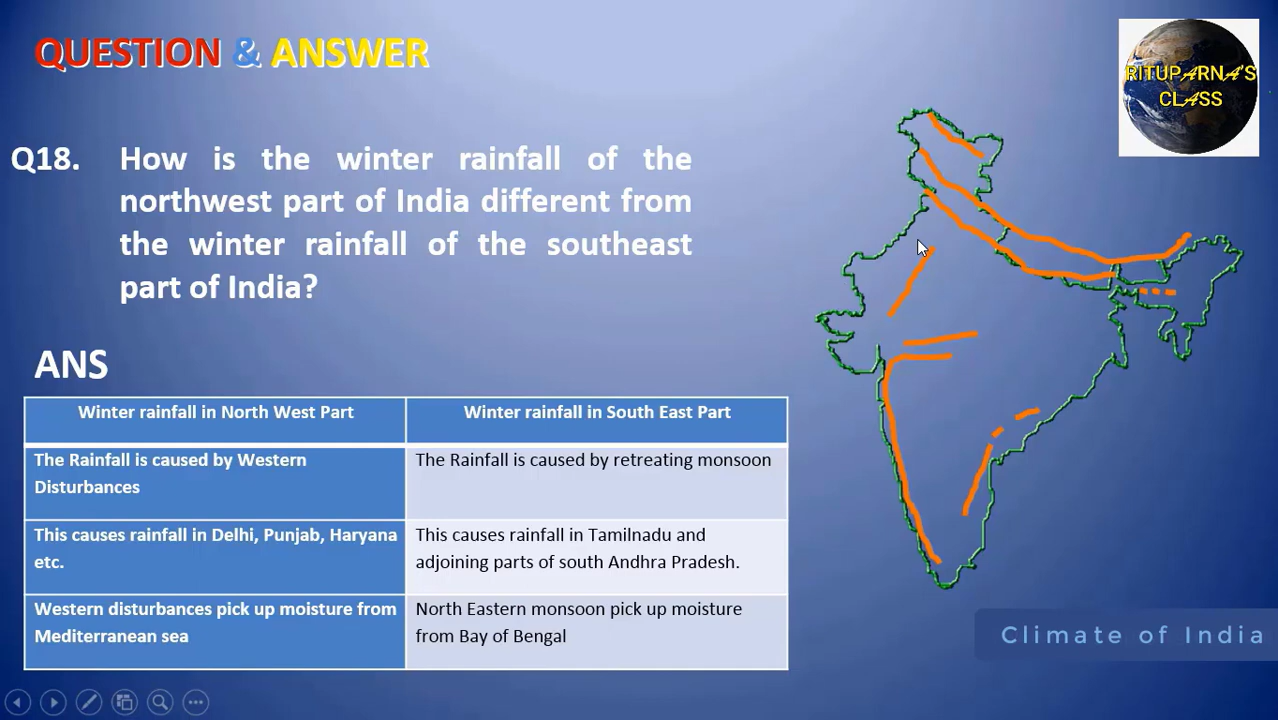 QUESTION & ANSWER
RITUPARNA'S
CLASS
Q18. How is the winter rainfall of the
northwest part of India different from
the winter rainfall of the southeast
part of India?
ANS
Winter rainfall in North West Part
Winter rainfall in South East Part
The Rainfall is caused by Western
Disturbances
The Rainfall is caused by retreating monsoon
This causes rainfall in Delhi, Punjab, Haryana
etc.
This causes rainfall in Tamilnadu and
adjoining parts of south Andhra Pradesh.
Western disturbances pick up moisture from
Mediterranean sea
North Eastern monsoon pick up moisture
from Bay of Bengal
Climate of India